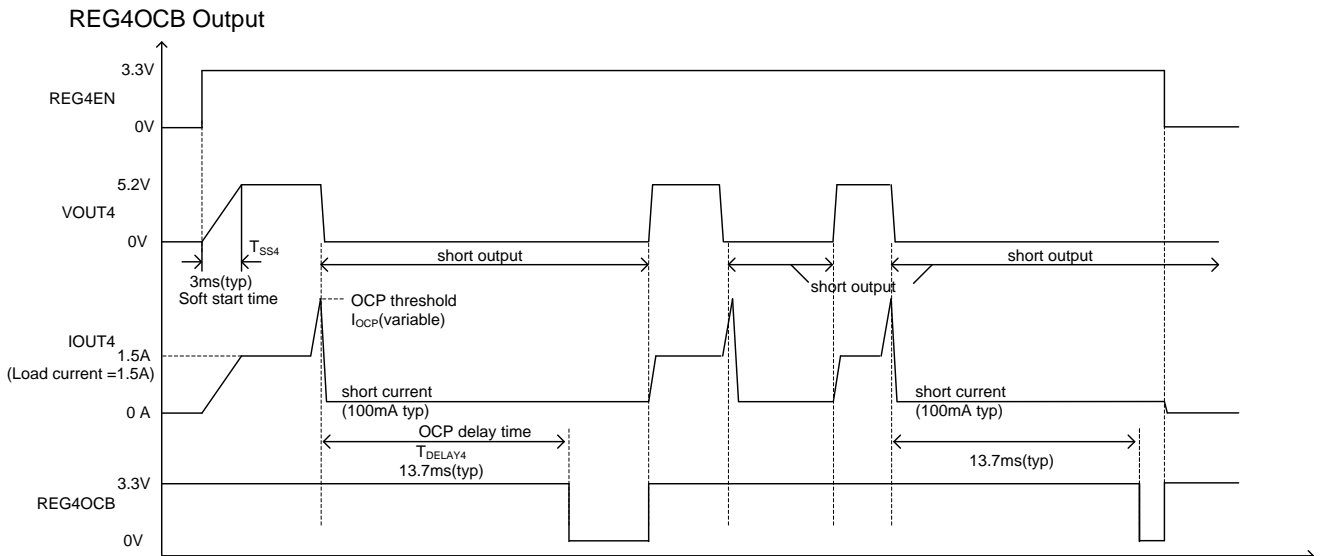 REG4OCB Output
3.3V
REG4EN
0V
5.2V
VOUT4
0V
TSS4
3ms(typ)
Soft start time
short output
short output
short output
OCP threshold
IOCP(variable)
IOUT4
1.5A
(Load current =1.5A)
short current
(100mA typ)
short current
(100mA typ)
0 A
OCP delay time
TDELAY4
13.7ms(typ)
13.7ms(typ)
3.3V
REG4OCB
0V